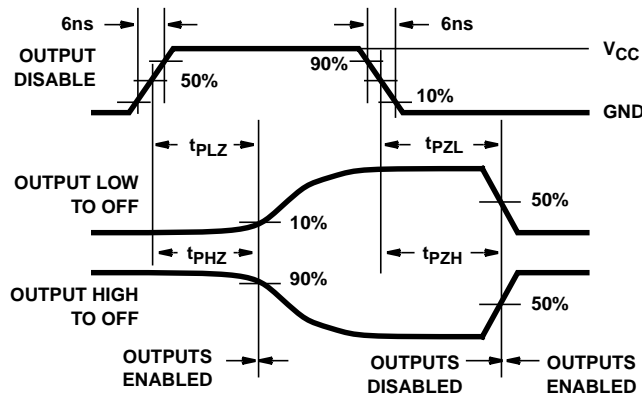 6ns
6ns
OUTPUT
DISABLE
50%
90%
10%
VCC
GND
tPLZ
tPZL
OUTPUT LOW
TO OFF
10%
50%
tPHZ
tPZH
90%
OUTPUT HIGH
TO OFF
50%
OUTPUTS
ENABLED
OUTPUTS
DISABLED
OUTPUTS
ENABLED